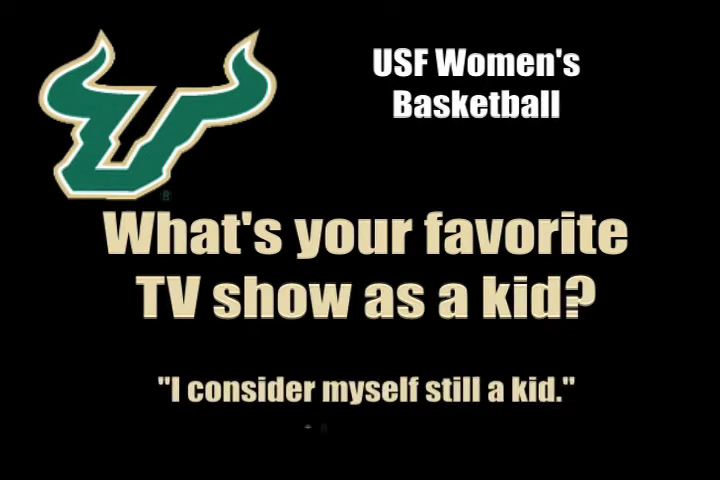 USF Women's
Basketball
What's your favorite
TV show as a kid?
"I consider myself still a kid."